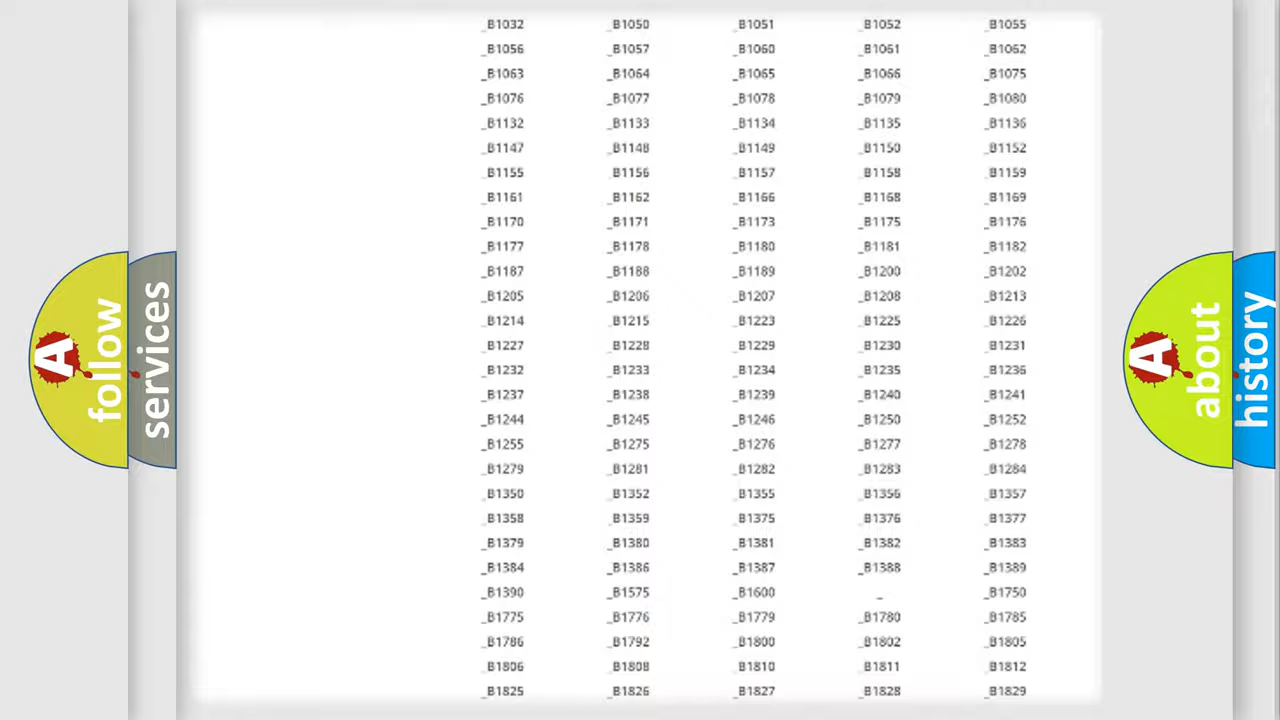 _B1032 _B1050 _B1051 _B1052 _B1055
_B1056 _B1057 _B1060 _B1061 _B1062
_B1063 _B1064 _B1065 _B1066 _B1075
_B1076 _B1077 _B1078 _B1079 _B1080
_B1132 _B1133 _B1134 _B1135 _B1136
_B1147 _B1148 _B1149 _B1150 _B1152
_B1155 _B1156 _B1157 _B1158 _B1159
_B1161 _B1162 _B1166 _B1168 _B1169
_B1170 _B1171 _B1173 _B1175 _B1176
_B1177 _B1178 _B1180 _B1181 _B1182
_B1187 _B1188 _B1189 _B1200 _B1202
_B1205 _B1206 _B1207 _B1208 _B1213
_B1214 _B1215 _B1223 _B1225 _B1226
_B1227 _B1228 _B1229 _B1230 _B1231
_B1232 _B1233 _B1234 _B1235 _B1236
_B1237 _B1238 _B1239 _B1240 _B1241
_B1244 _B1245 _B1246 _B1250 _B1252
_B1255 _B1275 _B1276 _B1277 _B1278
_B1279 _B1281 _B1282 _B1283 _B1284
_B1350 _B1352 _B1355 _B1356 _B1357
_B1358 _B1359 _B1375 _B1376 _B1377
_B1379 _B1380 _B1381 _B1382 _B1383
_B1384 _B1386 _B1387 _B1388 _B1389
_B1390 _B1575 _B1600 _ _B1750
_B1775 _B1776 _B1779 _B1780 _B1785
_B1786 _B1792 _B1800 _B1802 _B1805
_B1806 _B1808 _B1810 _B1811 _B1812
_B1825 _B1826 _B1827 _B1828 _B1829
A
follow
services
A
about
history